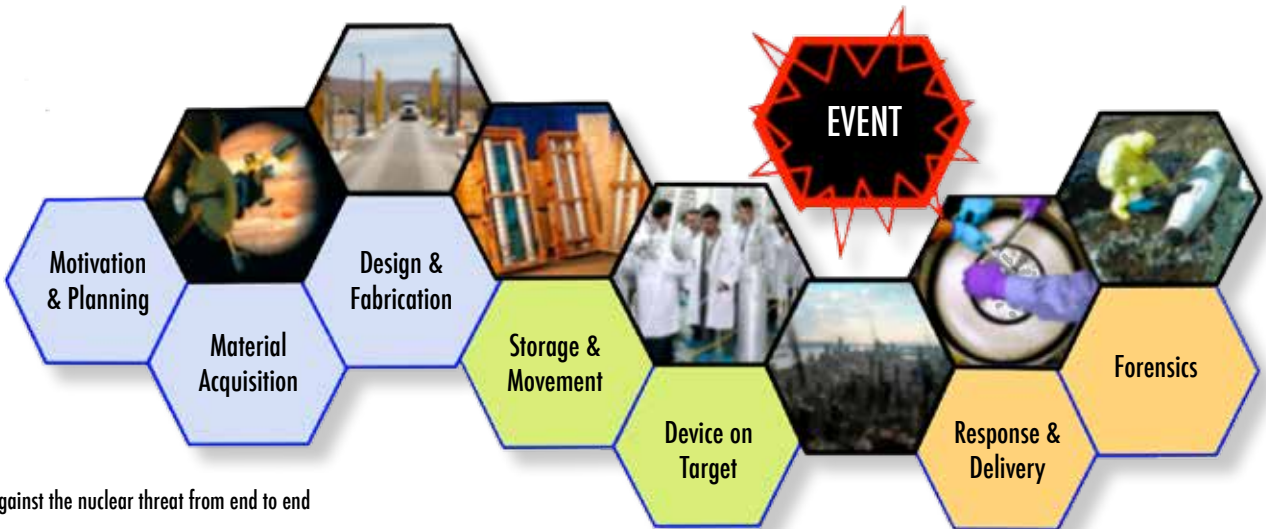 EVENT
Motivation
& Planning
Material
Acquisition
Design &
Fabrication
Storage &
Movement
Device on
Target
Response &
Delivery
Forensics
gainst the nuclear threat from end to end